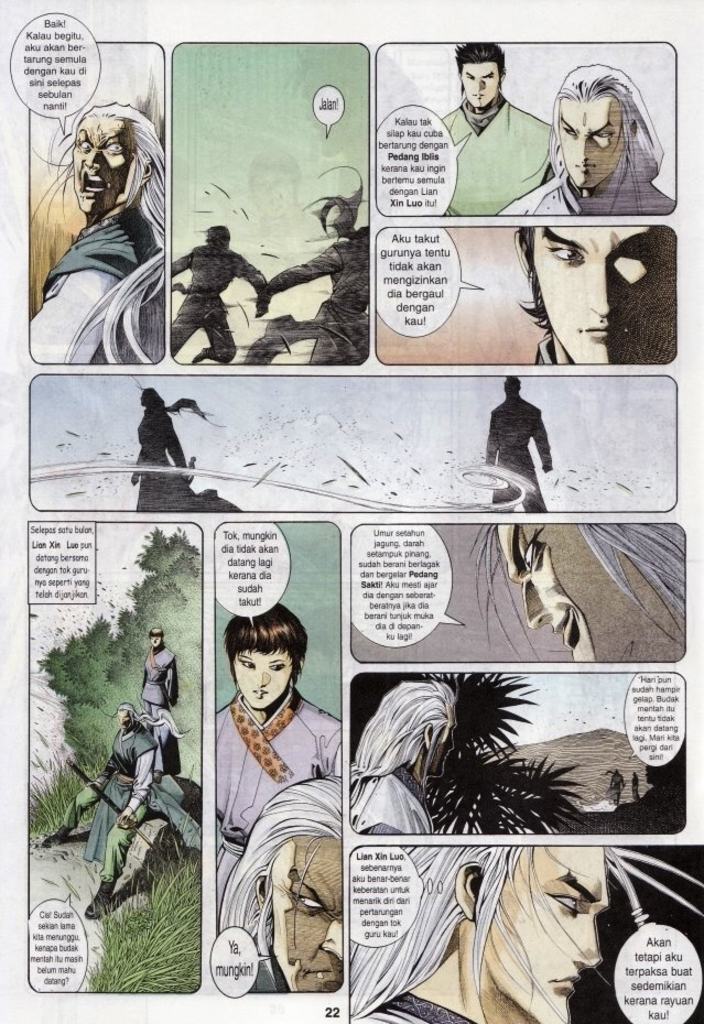 Baik!
Kalau begitu,
aku akan ber-
tarung semula
dengan kau di
sini selepas
sebulan
nanti!
Jalan!
Kalau tak
silap kau cuba
bertarung dengan
Pedang Iblis
kerana kau ingin
bertemu semula
dengan Lian
Xin Luo itu!
Aku takut
gurunya tentu
tidak akan
mengizinkan
dia bergaul
dengan
kau!
Selepas satu bulan,
Lian Xin Luo pun
datang bersama
dengan tok guru-
nya seperti yang
telah dijanjikan.
Cis! Sudah
sekian lama
kita menunggu,
kenapa budak
mentah itu masih
belum mahu
datang?
Tok, mungkin
dia tidak akan
datang lagi
kerana dia
sudah
takut!
Ya,
mungkin!
Umur setahun
jagung, darah
setampuk pinang,
sudah berani berlagak
dan bergelar Pedang
Sakti! Aku mesti ajar
dia dengan seberat-
beratnya jika dia
berani tunjuk muka
dia di depan-
ku lagi!
"Hari pun
sudah hampir
gelap. Budak
mentah itu
tentu tidak
akan datang
lagi. Mari kita
pergi dari
sini!
Lian Xin Luo,
sebenarnya
aku benar-benar
keberatan untuk
menarik diri dari
pertarungan
dengan tok
guru kau!
Akan
tetapi aku
terpaksa buat
sedemikian
kerana rayuan
kau!
22